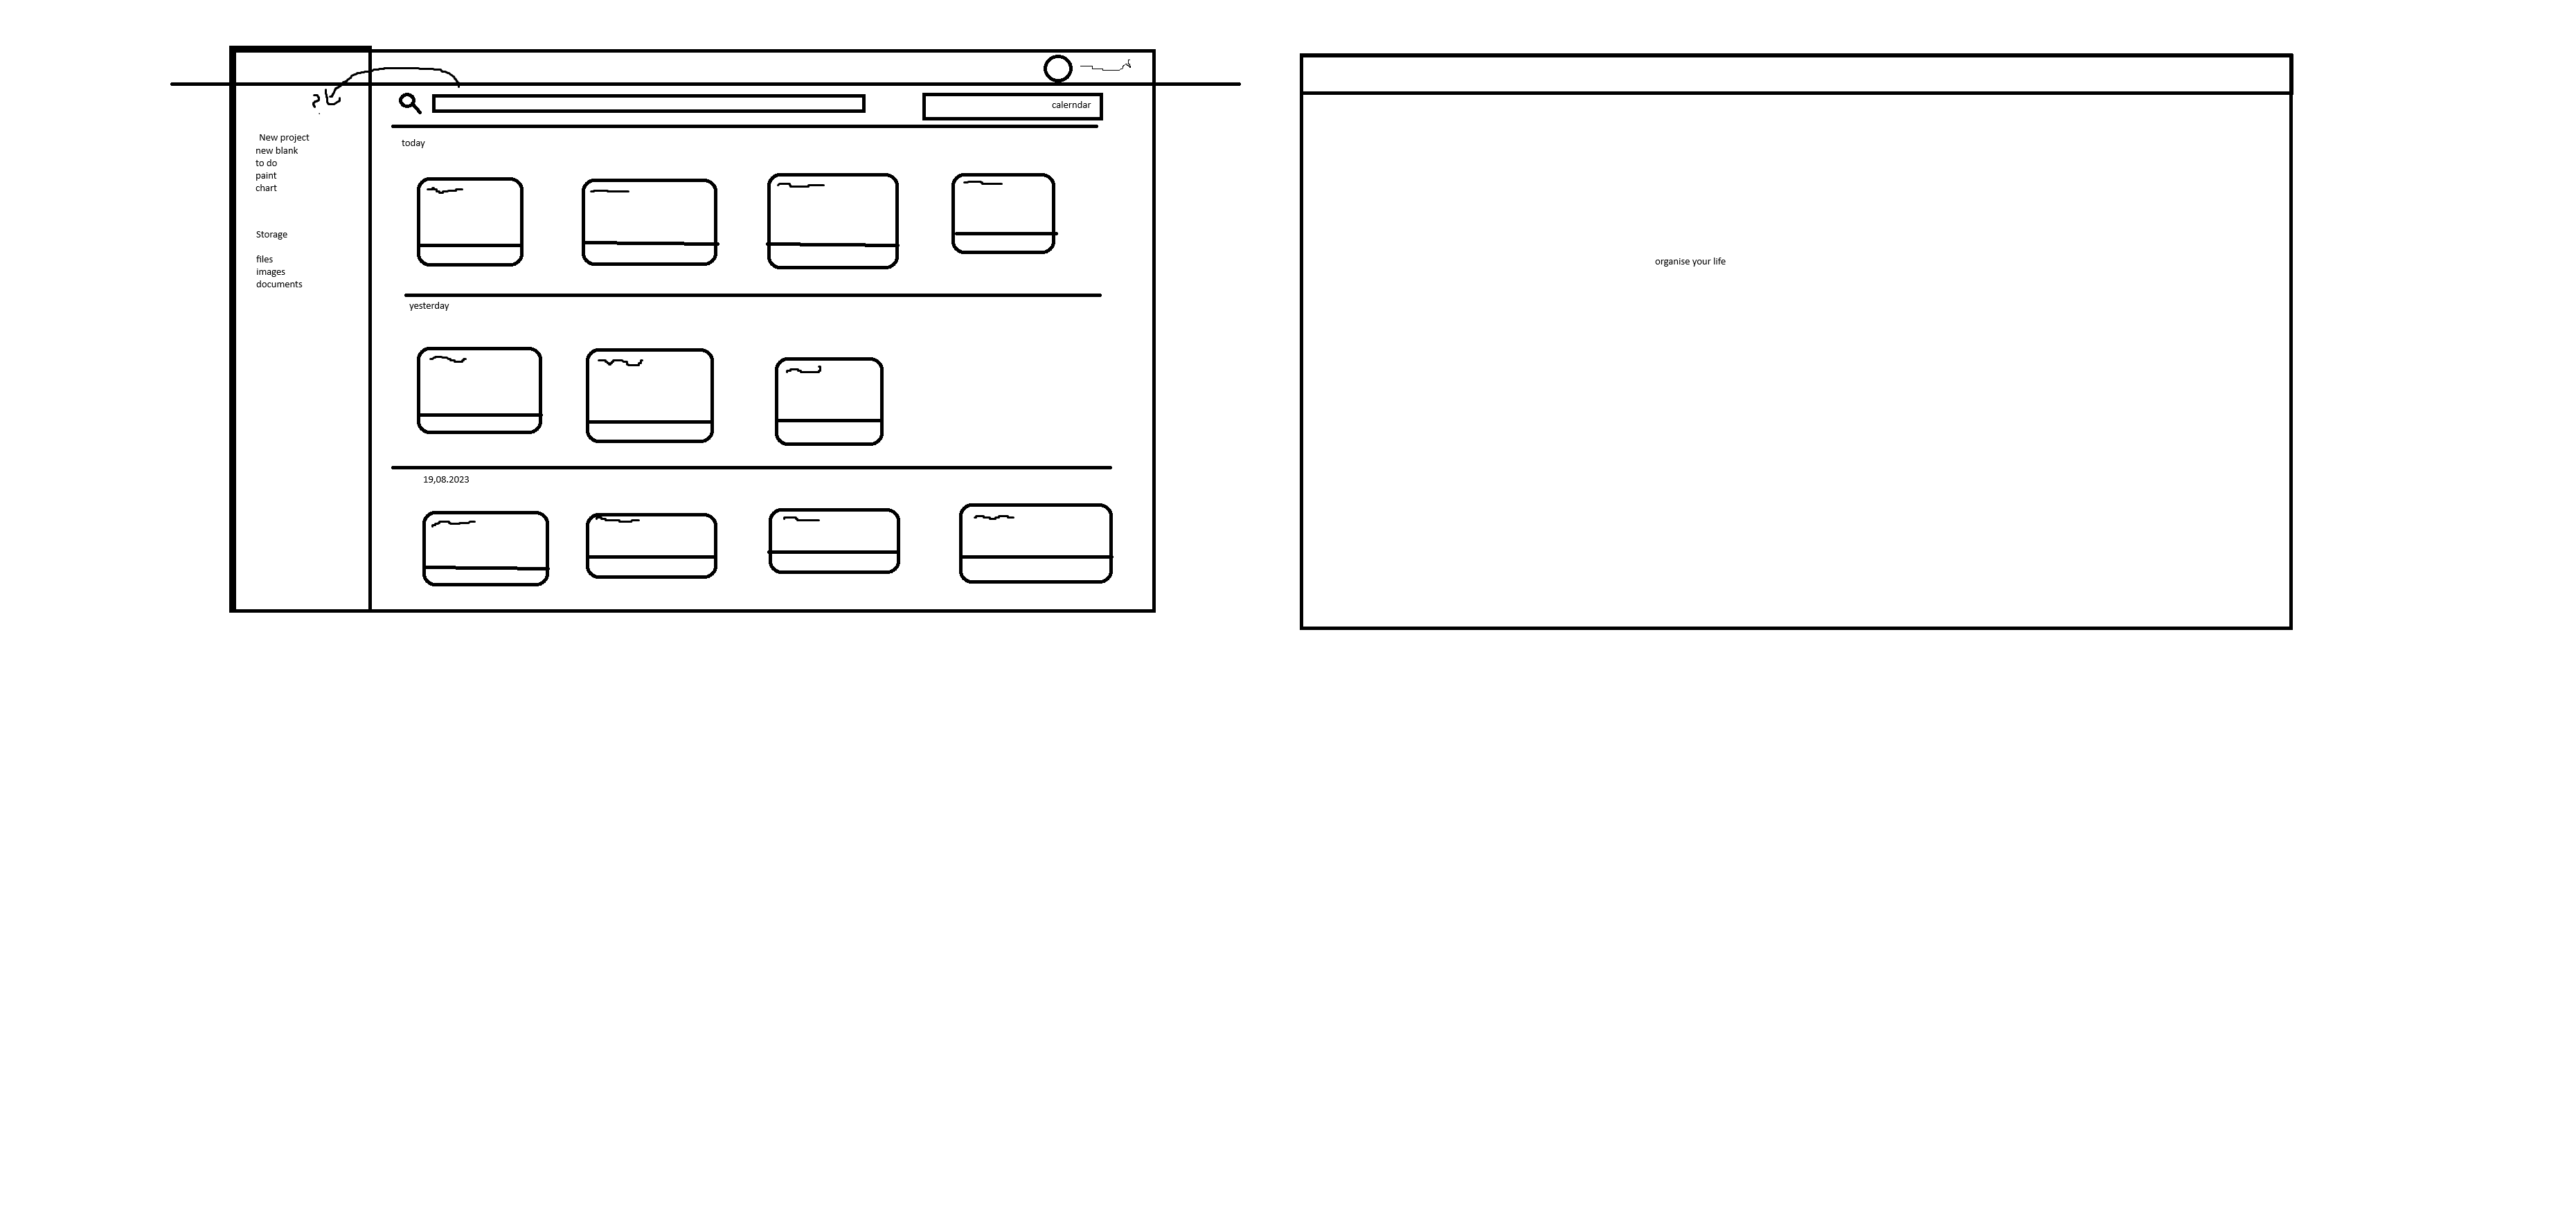 calerndar
New project
new blank
to do
paint
chart
Storage
files
images
documents
today
yesterday
19,08.2023
organise your life